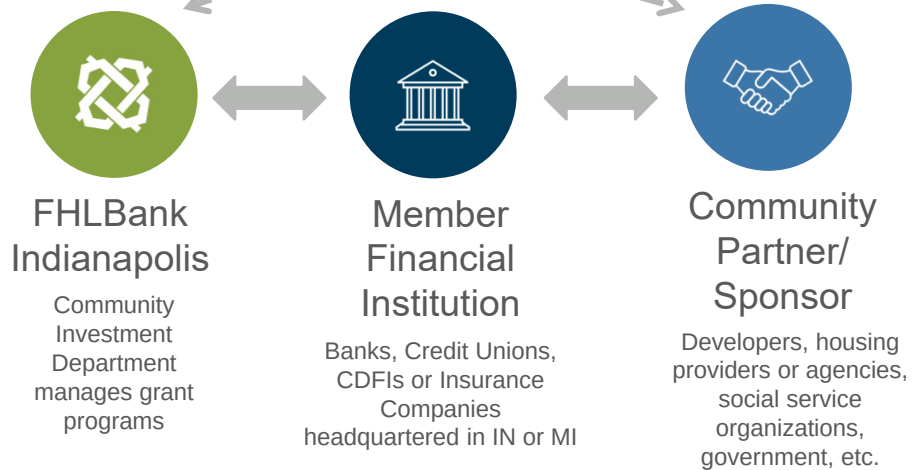 FHLBank
Indianapolis
Community
Investment
Department
manages grant
programs
Member
Financial
Institution
Banks, Credit Unions,
CDFIs or Insurance
Companies
headquartered in IN or MI
Community
Partner/
Sponsor
Developers, housing
providers or agencies,
social service
organizations,
government, etc.